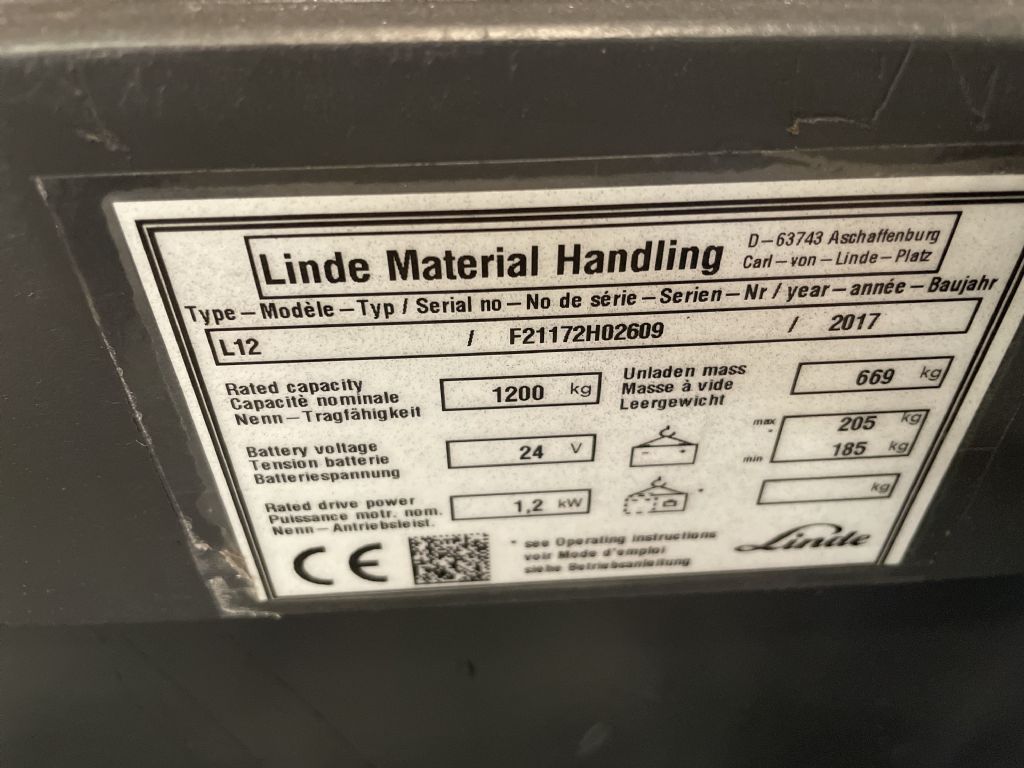 Linde Material Handling
D-63743 Aschaffenburg
Carl-von-Linde-Platz
Type-Modèle-Typ / Serial no-No de série-Serien-Nr / year-année-Baujahr
L12 / F21172H02609 / 2017
Rated capacity
Capacité nominale
Nenn-Tragfähigkeit
1200 kg
Unladen mass
Masse à vide
Leergewicht
669 kg
Battery voltage
Tension batterie
Batteriespannung
24 V
max 205 kg
min 185 kg
Rated drive power
Puissance motr. nom.
Nenn-Antriebsleist.
1,2 kW
*
kg
CE
* see Operating instructions
voir Mode d'emploi
siehe Betriebsanleitung
Linde